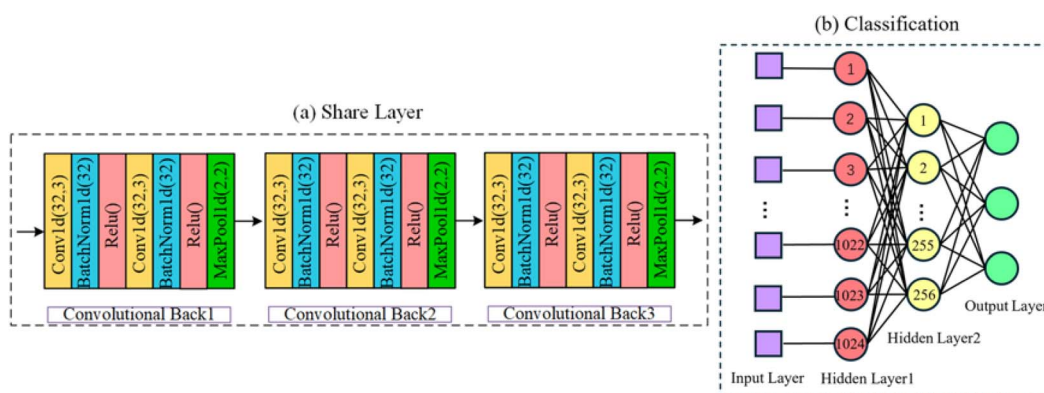 (b) Classification
(a) Share Layer
Conv1d(32,3)
BatchNorm1d(32)
Relu()
Conv1d(32,3)
BatchNorm1d(32)
Relu()
MaxPool1d(2,2)
Conv1d(32,3)
BatchNorm1d(32)
Relu()
Conv1d(32,3)
BatchNorm1d(32)
Relu()
MaxPool1d(2,2)
Conv1d(32,3)
BatchNorm1d(32)
Relu()
Conv1d(32,3)
BatchNorm1d(32)
Relu()
MaxPool1d(2,2)
Convolutional Back1
Convolutional Back2
Convolutional Back3
1
2
3
...
...
1022
1023
1024
1
2
...
255
256
Output Layer
Hidden Layer2
Input Layer
Hidden Layer1